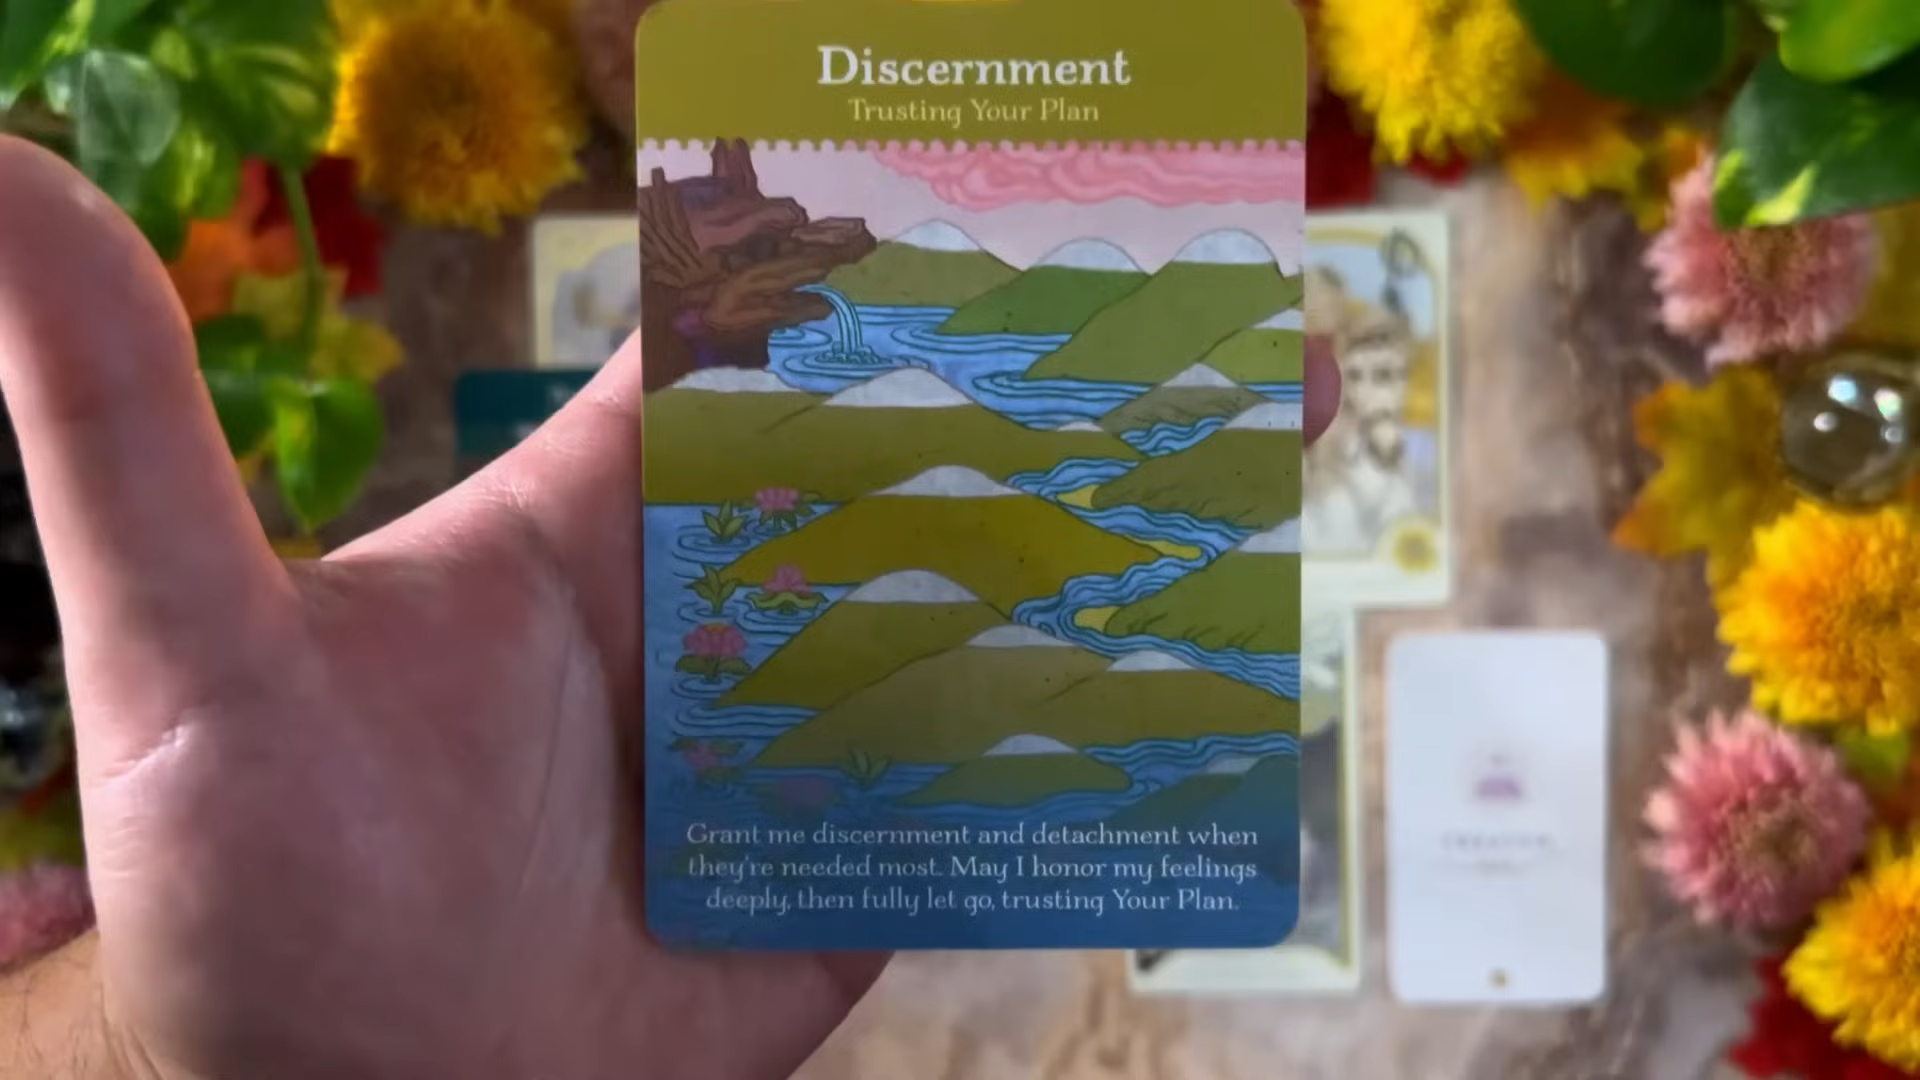 Discernment
Trusting Your Plan
Grant me discernment and detachment when
they're needed most. May I honor my feelings
deeply, then fully let go, trusting Your Plan.